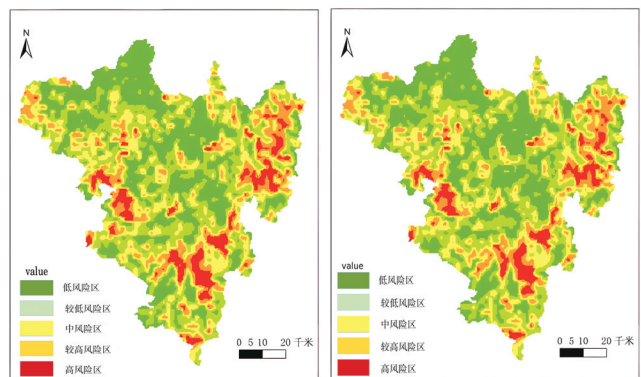 N
value
低风险区
较低风险区
中风险区
较高风险区
高风险区
0 5 10 20 千米
N
value
低风险区
较低风险区
中风险区
较高风险区
高风险区
0 5 10 20 千米